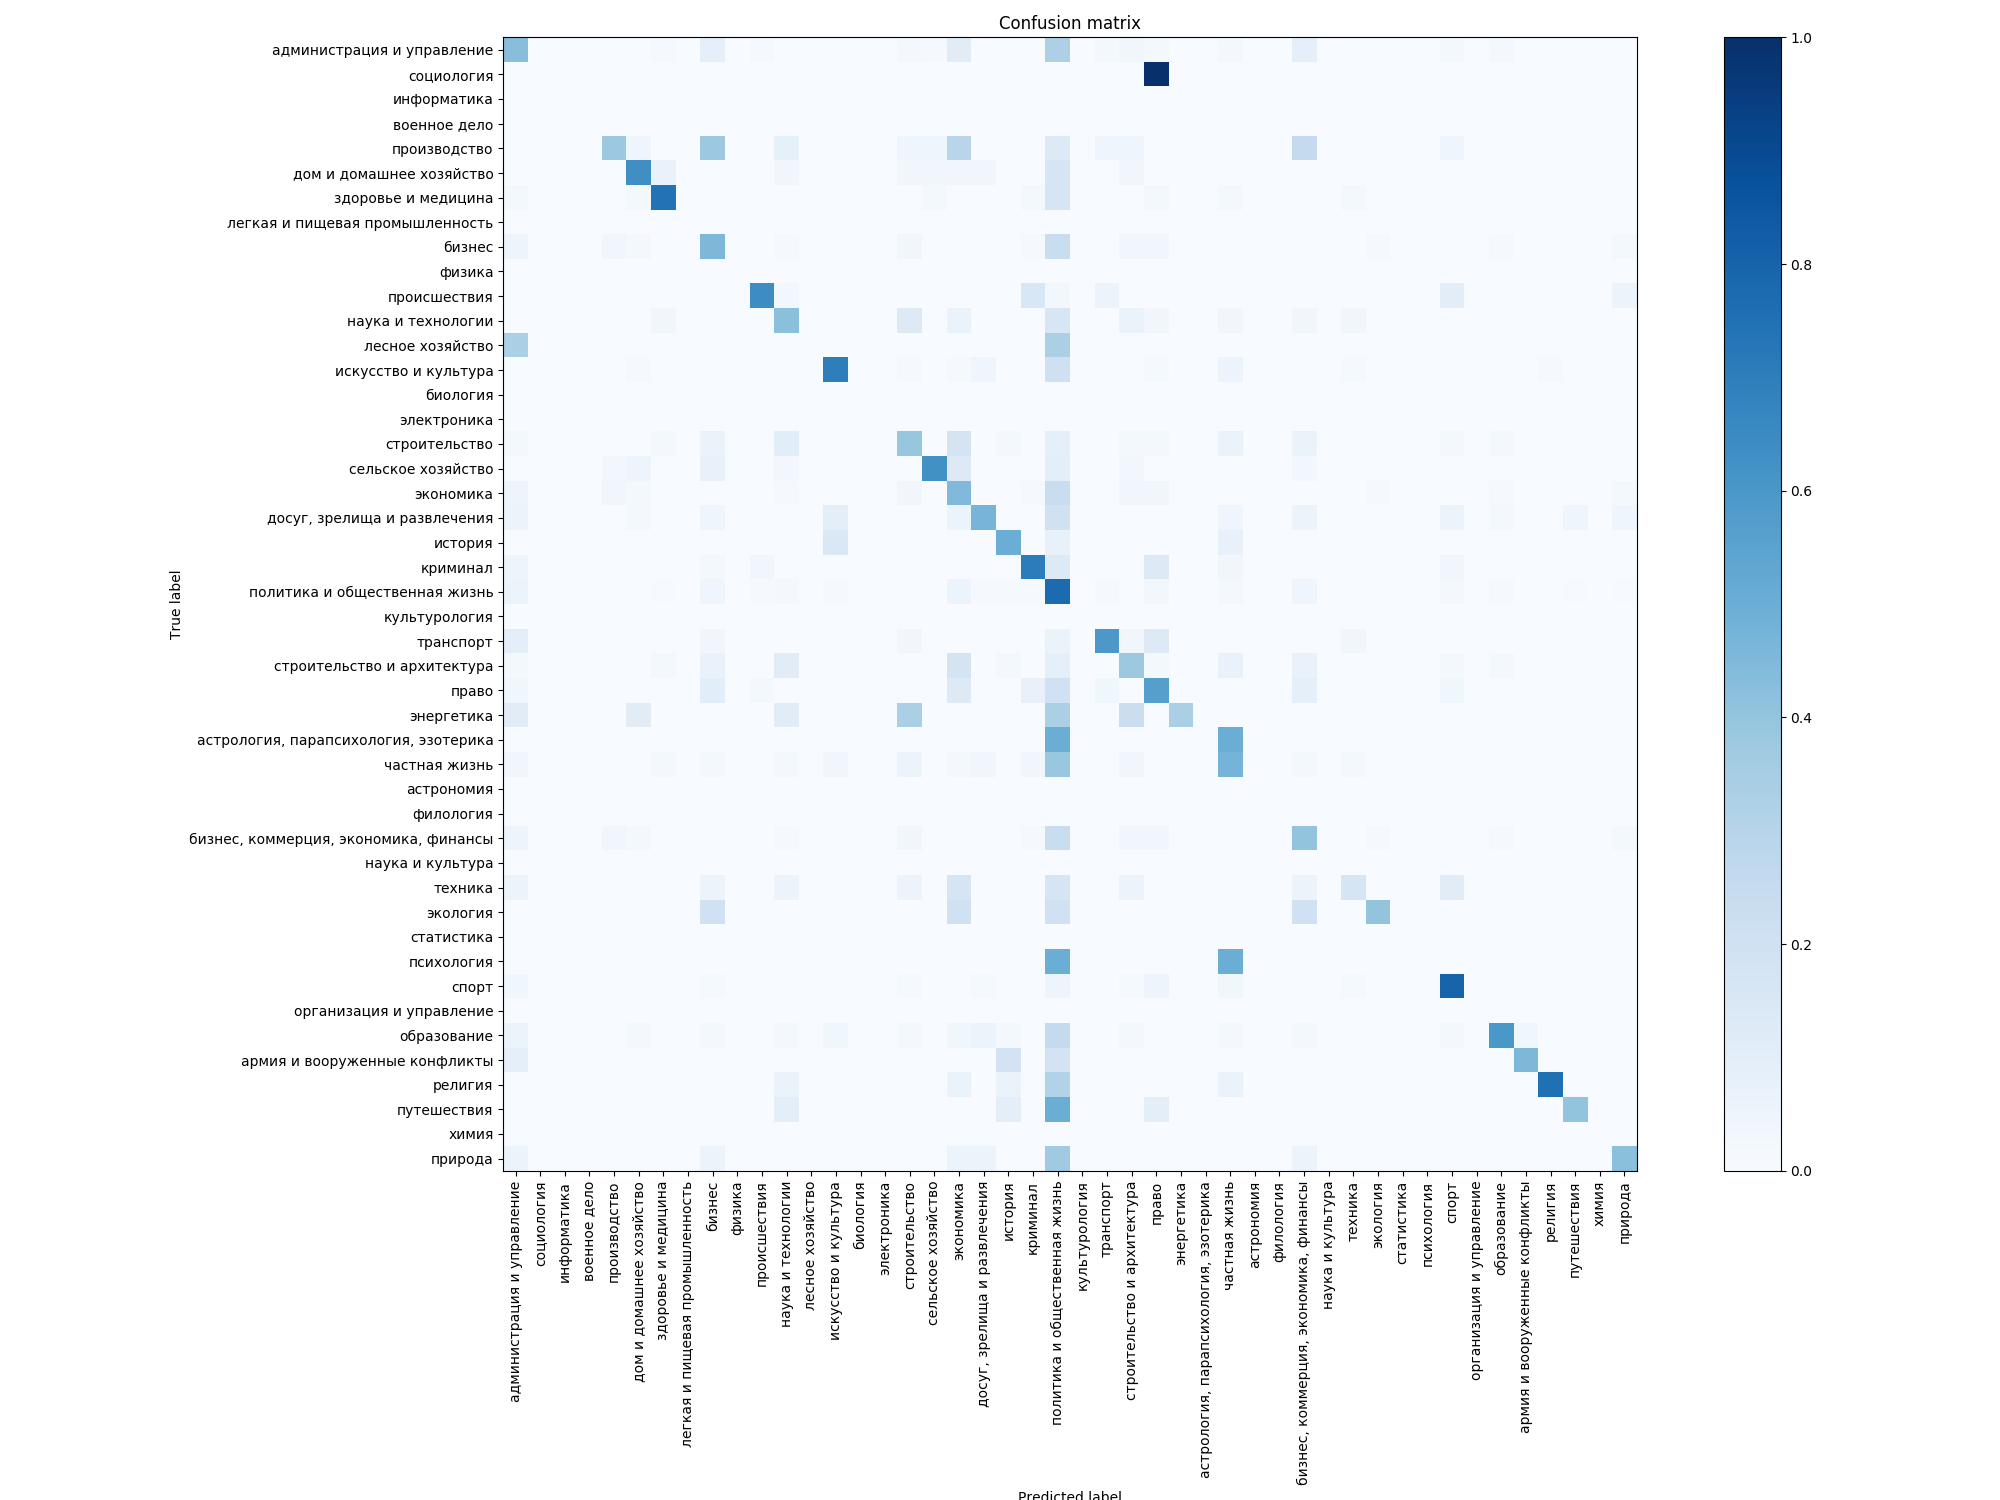 Confusion matrix
администрация и управление
социология
информатика
военное дело
производство
дом и домашнее хозяйство
здоровье и медицина
легкая и пищевая промышленность
бизнес
физика
происшествия
наука и технологии
лесное хозяйство
искусство и культура
биология
электроника
строительство
сельское хозяйство
экономика
досуг, зрелища и развлечения
история
криминал
политика и общественная жизнь
культурология
транспорт
строительство и архитектура
право
энергетика
астрология, парапсихология, эзотерика
частная жизнь
астрономия
филология
бизнес, коммерция, экономика, финансы
наука и культура
техника
экология
статистика
психология
спорт
организация и управление
образование
армия и вооруженные конфликты
религия
путешествия
химия
природа
True label
администрация и управление
социология
информатика
военное дело
производство
дом и домашнее хозяйство
здоровье и медицина
легкая и пищевая промышленность
бизнес
физика
происшествия
наука и технологии
лесное хозяйство
искусство и культура
биология
электроника
строительство
сельское хозяйство
экономика
досуг, зрелища и развлечения
история
криминал
политика и общественная жизнь
культурология
транспорт
строительство и архитектура
право
энергетика
астрология, парапсихология, эзотерика
частная жизнь
астрономия
филология
бизнес, коммерция, экономика, финансы
наука и культура
техника
экология
статистика
психология
спорт
организация и управление
образование
армия и вооруженные конфликты
религия
путешествия
химия
природа
Predicted label
1.0
0.8
0.6
0.4
0.2
0.0